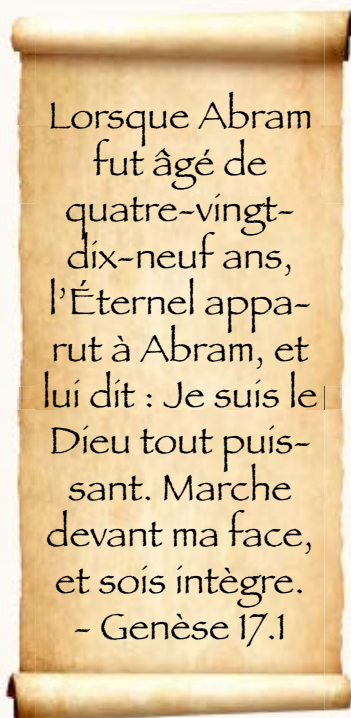 Lorsque Abram
fut âgé de
quatre-vingt-
dix-neuf ans,
l'Éternel appa-
rut à Abram, et
lui dit : Je suis le
Dieu tout puis-
sant. Marche
devant ma face,
et sois intègre.
- Genèse 17.1